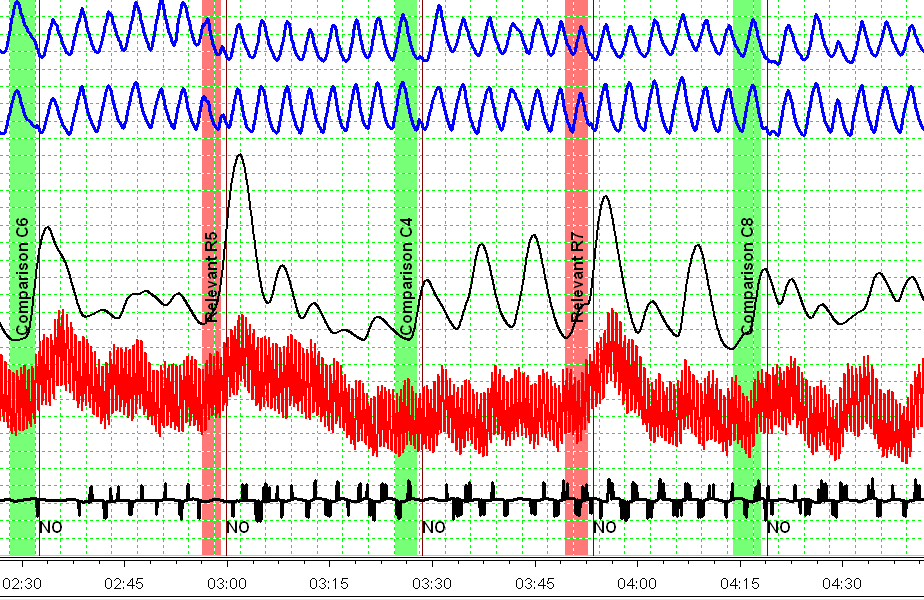 Comparison C6
Relevant R5
Comparison C4
Relevant R7
Comparison C8
NO
NO
NO
NO
NO
02:30
02:45
03:00
03:15
03:30
03:45
04:00
04:15
04:30